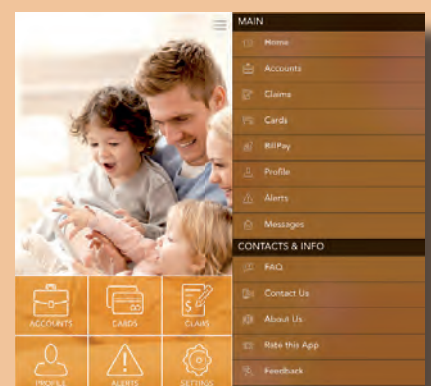 MAIN
Home
Accounts
Claims
Cards
BillPay
Profile
Alerts
Messages
CONTACTS & INFO
FAQ
Contact Us
About Us
Rate this App
Feedback
ACCOUNTS
CARDS
CLAIMS
PROFILE
ALERTS
SETTINGS